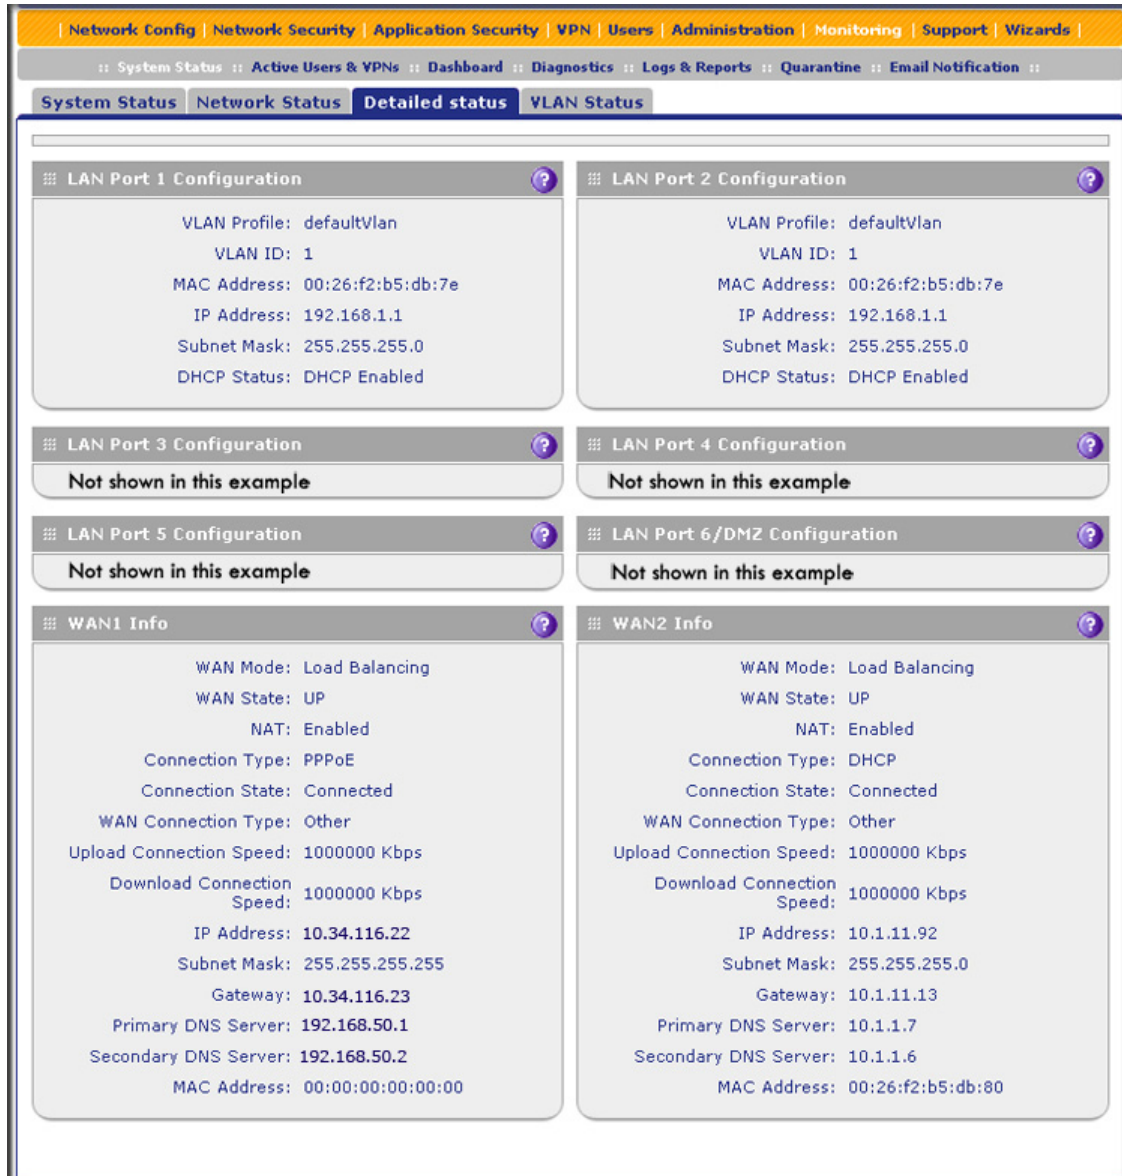 | Network Config | Network Security | Application Security | VPN | Users | Administration | Monitoring | Support | Wizards |
:: System Status :: Active Users & VPNs :: Dashboard :: Diagnostics :: Logs & Reports :: Quarantine :: Email Notification ::
System Status Network Status Detailed status VLAN Status
LAN Port 1 Configuration ?
VLAN Profile: defaultVlan
VLAN ID: 1
MAC Address: 00:26:f2:b5:db:7e
IP Address: 192.168.1.1
Subnet Mask: 255.255.255.0
DHCP Status: DHCP Enabled
LAN Port 2 Configuration ?
VLAN Profile: defaultVlan
VLAN ID: 1
MAC Address: 00:26:f2:b5:db:7e
IP Address: 192.168.1.1
Subnet Mask: 255.255.255.0
DHCP Status: DHCP Enabled
LAN Port 3 Configuration ?
Not shown in this example
LAN Port 4 Configuration ?
Not shown in this example
LAN Port 5 Configuration ?
Not shown in this example
LAN Port 6/DMZ Configuration ?
Not shown in this example
WAN1 Info ?
WAN Mode: Load Balancing
WAN State: UP
NAT: Enabled
Connection Type: PPPoE
Connection State: Connected
WAN Connection Type: Other
Upload Connection Speed: 1000000 Kbps
Download Connection
Speed: 1000000 Kbps
IP Address: 10.34.116.22
Subnet Mask: 255.255.255.255
Gateway: 10.34.116.23
Primary DNS Server: 192.168.50.1
Secondary DNS Server: 192.168.50.2
MAC Address: 00:00:00:00:00:00
WAN2 Info ?
WAN Mode: Load Balancing
WAN State: UP
NAT: Enabled
Connection Type: DHCP
Connection State: Connected
WAN Connection Type: Other
Upload Connection Speed: 1000000 Kbps
Download Connection
Speed: 1000000 Kbps
IP Address: 10.1.11.92
Subnet Mask: 255.255.255.0
Gateway: 10.1.11.13
Primary DNS Server: 10.1.1.7
Secondary DNS Server: 10.1.1.6
MAC Address: 00:26:f2:b5:db:80